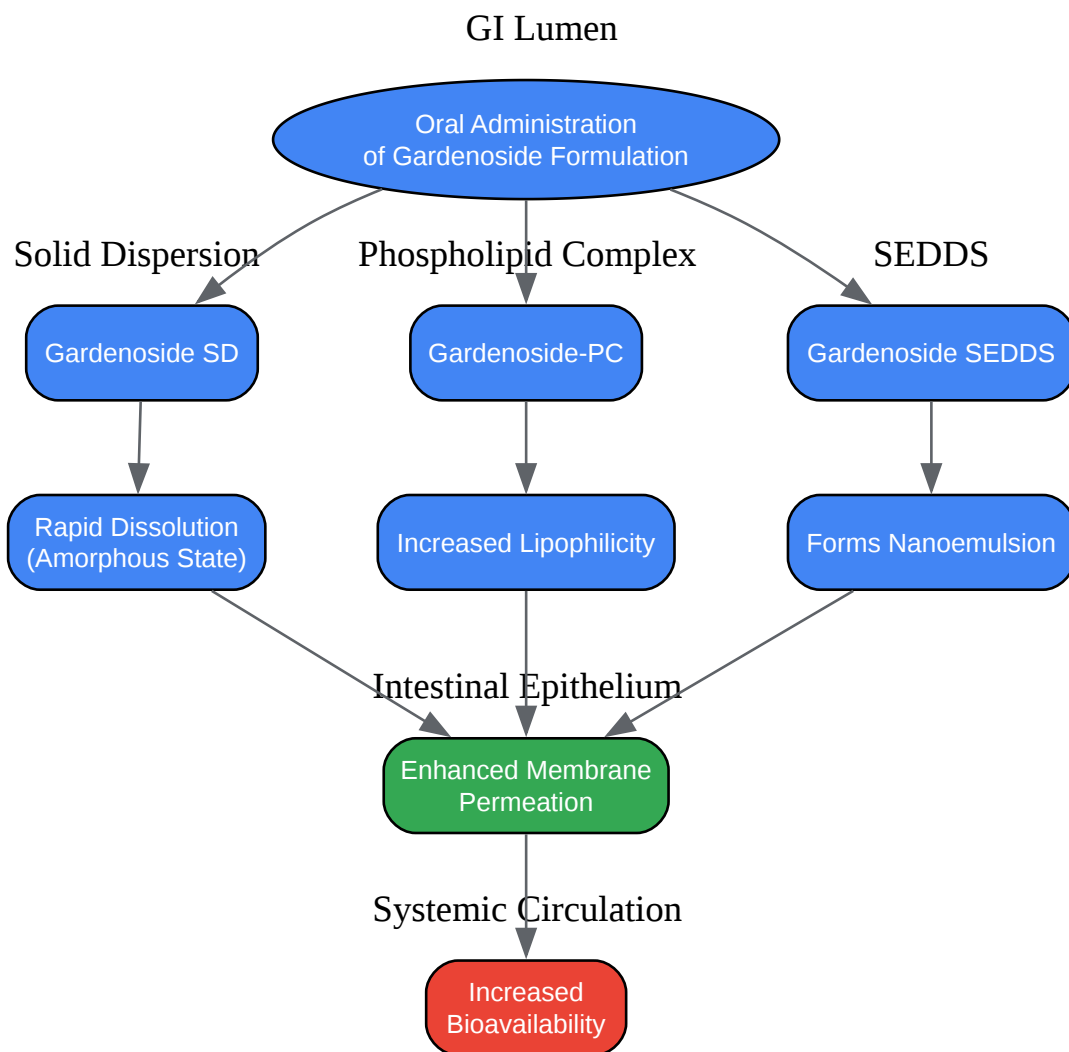 GI Lumen
Oral Administration
of Gardenoside Formulation
Solid Dispersion
Phospholipid Complex
SEDDS
Gardenoside SD
Gardenoside-PC
Gardenoside SEDDS
Rapid Dissolution
(Amorphous State)
Increased Lipophilicity
Forms Nanoemulsion
Intestinal Epithelium
Enhanced Membrane
Permeation
Systemic Circulation
Increased
Bioavailability